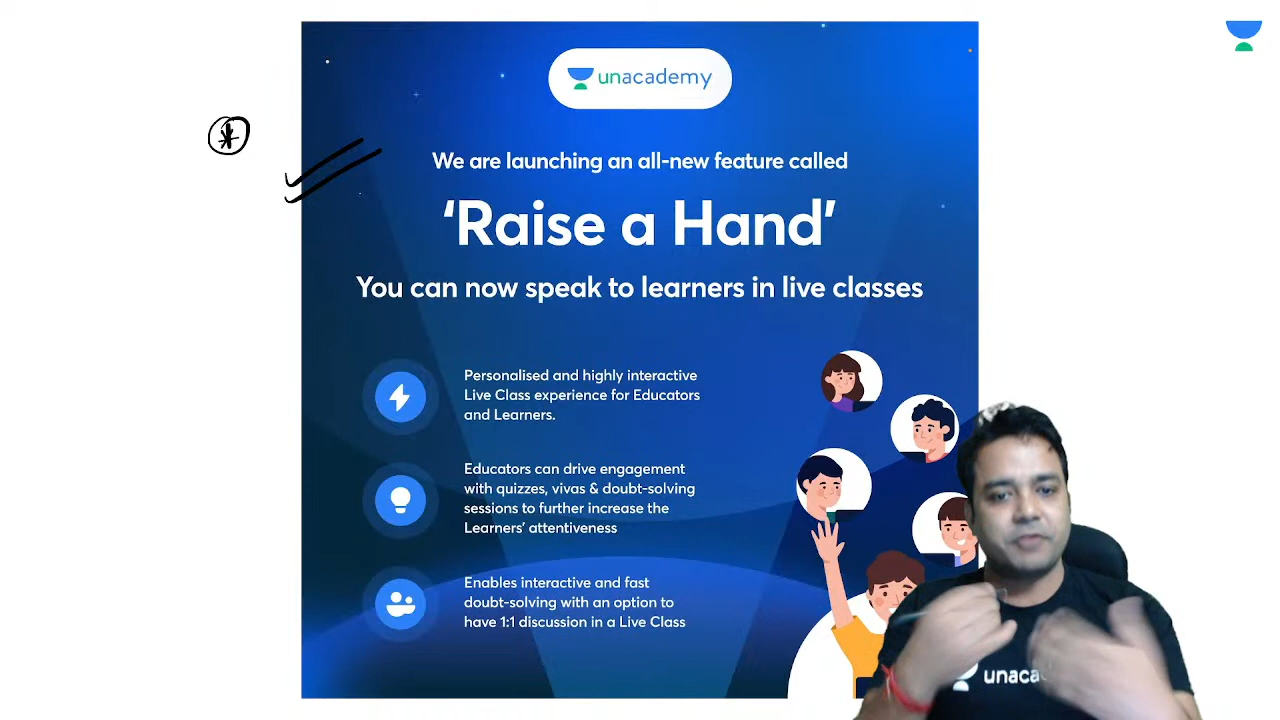 unacademy
We are launching an all-new feature called
‘Raise a Hand’
You can now speak to learners in live classes
Personalised and highly interactive
Live Class experience for Educators
and Learners.
Educators can drive engagement
with quizzes, vivas & doubt-solving
sessions to further increase the
Learners' attentiveness
Enables interactive and fast
doubt-solving with an option to
have 1:1 discussion in a Live Class